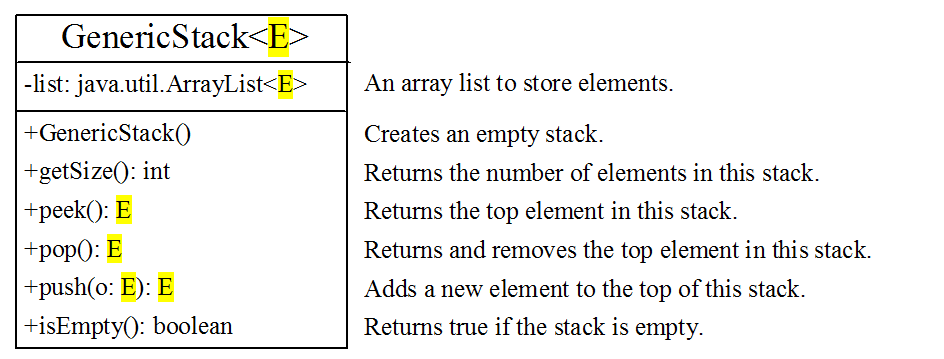 GenericStack<E>
-list: java.util.ArrayList<E> An array list to store elements.
+GenericStack() Creates an empty stack.
+getSize(): int Returns the number of elements in this stack.
+peek(): E Returns the top element in this stack.
+pop(): E Returns and removes the top element in this stack.
+push(o: E): E Adds a new element to the top of this stack.
+isEmpty(): boolean Returns true if the stack is empty.